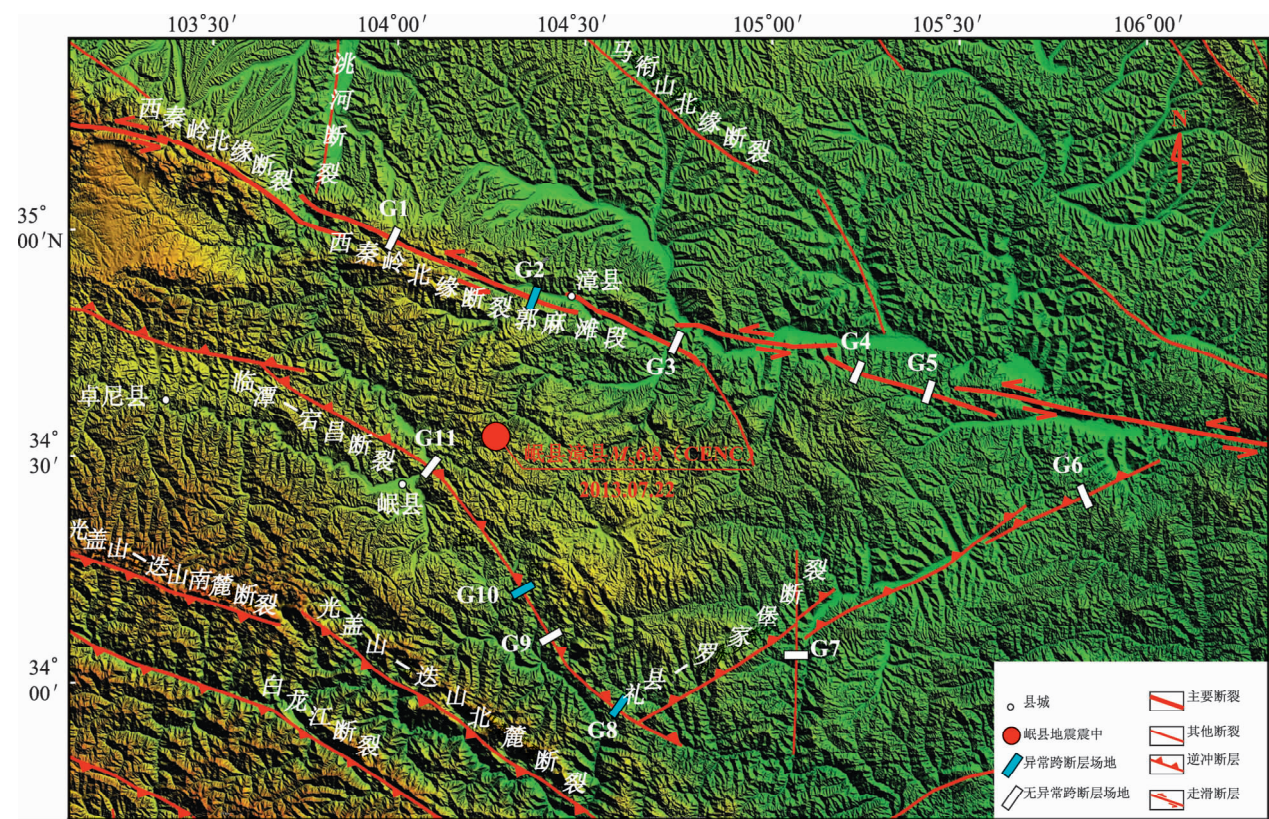 103°30′ 104°00′ 104°30′ 105°00′ 105°30′ 106°00′
35°
00′N
34°
30′
34°
00′
N
洮河断裂
马衔山北缘断裂
西秦岭北缘断裂
G1
西秦岭北缘断裂郭麻滩段
G2
漳县
G3
G4
G5
卓尼县
临潭—宕昌断裂
G11
岷县
岷县漳县M 6.8（CENC）
2013.07.22
G6
光盖山—迭山南麓断裂
光盖山—迭山北麓断裂
白龙江断裂
G10
G9
G8
礼县—罗家堡断裂
G7
县城
岷县地震震中
异常跨断层场地
无异常跨断层场地
主要断裂
其他断裂
逆冲断层
走滑断层